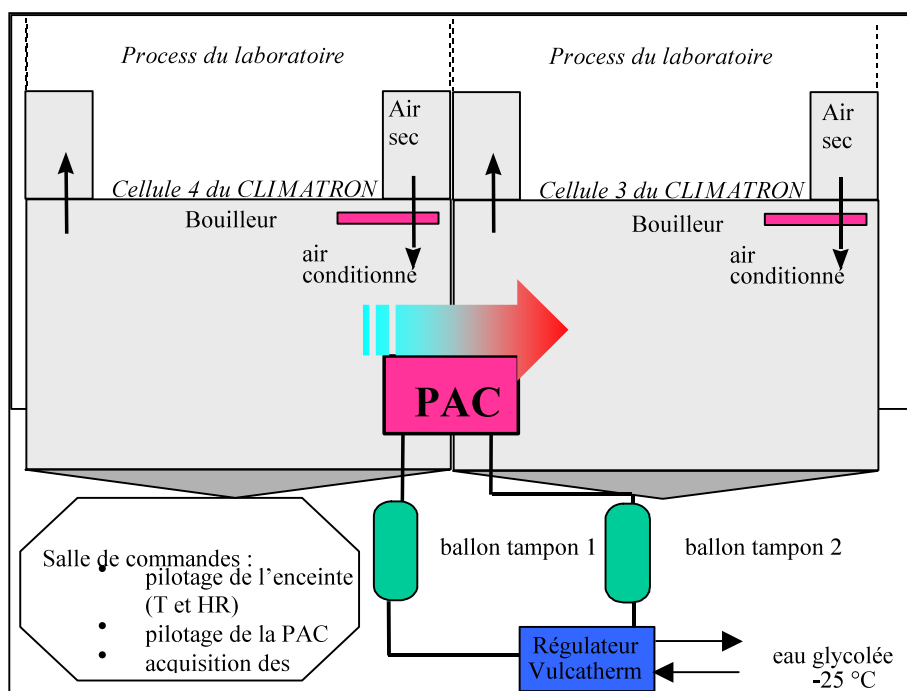 Process du laboratoire
Process du laboratoire
Air
sec
Air
sec
Cellule 4 du CLIMATRON
Cellule 3 du CLIMATRON
Bouilleur
Bouilleur
air
conditionné
air
conditionné
PAC
ballon tampon 1
ballon tampon 2
Salle de commandes :
• pilotage de l'enceinte
(T et HR)
• pilotage de la PAC
• acquisition des
Régulateur
Vulcatherm
eau glycolée
-25 °C